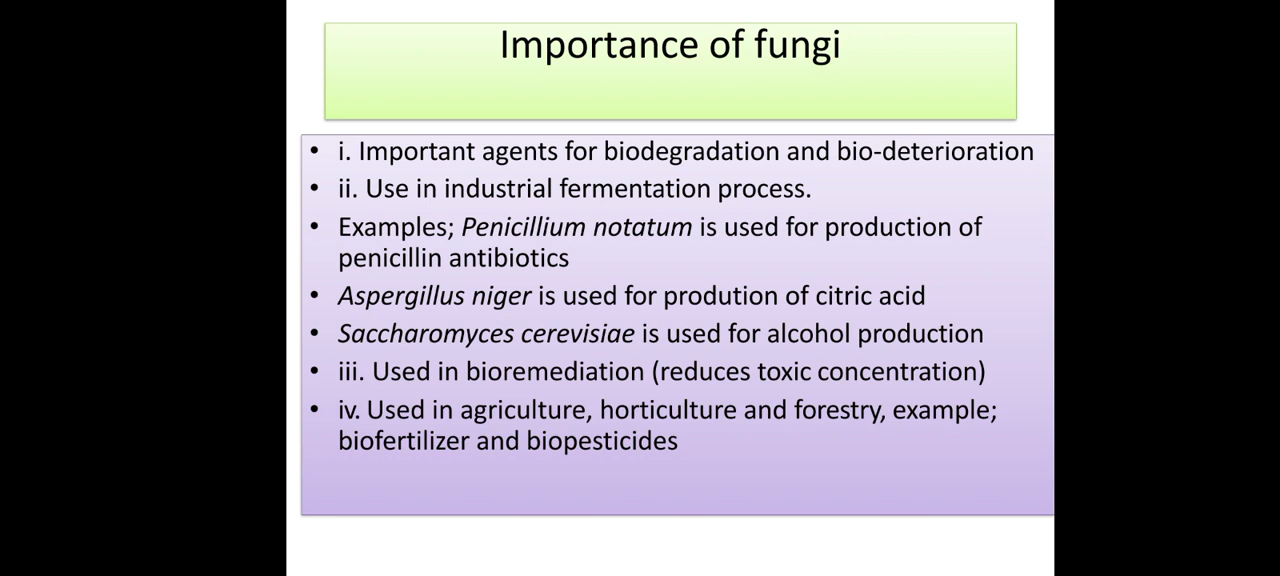 Importance of fungi
• i. Important agents for biodegradation and bio-deterioration
• ii. Use in industrial fermentation process.
• Examples; Penicillium notatum is used for production of
penicillin antibiotics
• Aspergillus niger is used for prodution of citric acid
• Saccharomyces cerevisiae is used for alcohol production
• iii. Used in bioremediation (reduces toxic concentration)
• iv. Used in agriculture, horticulture and forestry, example;
biofertilizer and biopesticides